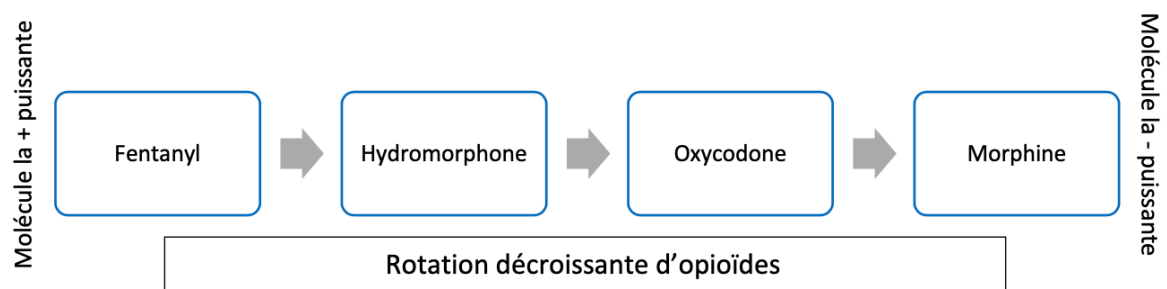 Molécule la + puissante
Fentanyl
Hydromorphone
Oxycodone
Morphine
Molécule la - puissante
Rotation décroissante d’opioïdes